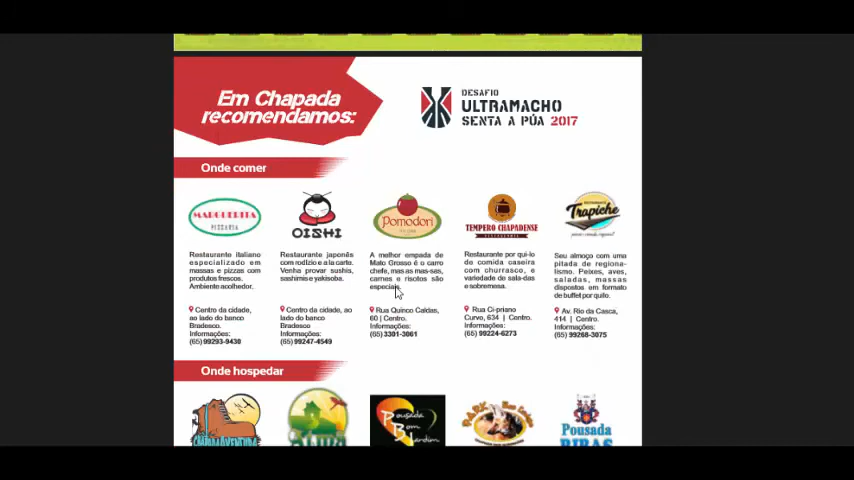 Em Chapada
recomendamos:
DESAFIO
ULTRAMACHO
SENTA A PÚA 2017
Onde comer
MARGUERITA
PIZZARIA
OISHI
Pomodori
TEMPERO CHAPADENSE
Trapiche
Restaurante italiano
especializado em
massas e pizzas com
produtos frescos.
Ambiente acolhedor.
Centro da cidade,
ao lado do banco
Bradesco.
Informações:
(65) 99293-9430
Restaurante japonês
com rodízio e a la carte.
Venha provar sushis,
sashimis e yakisoba.
Centro da cidade, ao
lado do banco
Bradesco
Informações:
(65) 99247-4549
A melhor empada de
Mato Grosso é o carro
chefe, mas as mas-sas,
carnes e risotos são
especiais.
Rua Quinco Caldas,
60 | Centro.
Informações:
(65) 3301-3061
Restaurante por qui-lo
de comida caseira
com churrasco, e
variedade de sala-das
e sobremesa.
Rua Ci-priano
Curvo, 634 | Centro.
Informações:
(65) 99224-6273
Seu almoço com uma
pitada de regiona-
lismo. Peixes, aves,
saladas, massas
dispostos em formato
de buffet por quilo.
Av. Rio da Casca,
414 | Centro.
Informações:
(65) 99268-3075
Onde hospedar
Pousada
Bom
Jardim
Pousada
RIBAS